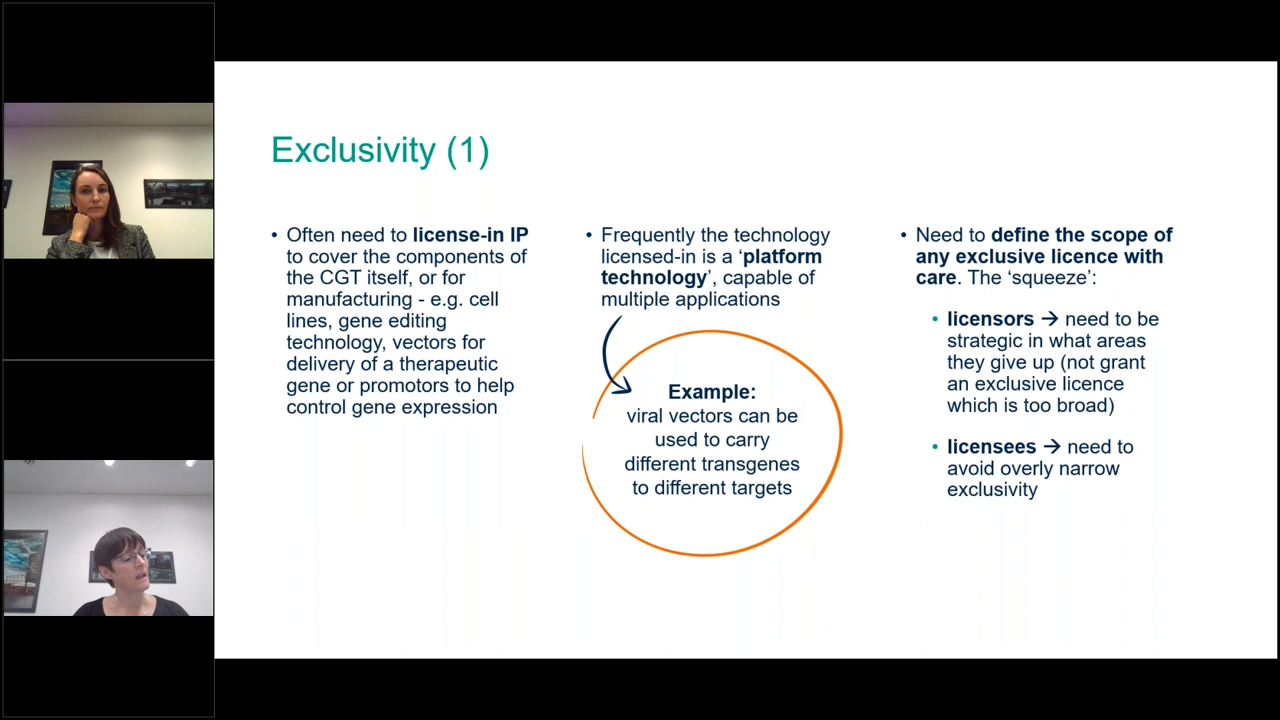 Exclusivity (1)
• Often need to license-in IP
to cover the components of
the CGT itself, or for
manufacturing - e.g. cell
lines, gene editing
technology, vectors for
delivery of a therapeutic
gene or promotors to help
control gene expression
• Frequently the technology
licensed-in is a ‘platform
technology’, capable of
multiple applications
Example:
viral vectors can be
used to carry
different transgenes
to different targets
• Need to define the scope of
any exclusive licence with
care. The ‘squeeze’:
• licensors → need to be
strategic in what areas
they give up (not grant
an exclusive licence
which is too broad)
• licensees → need to
avoid overly narrow
exclusivity